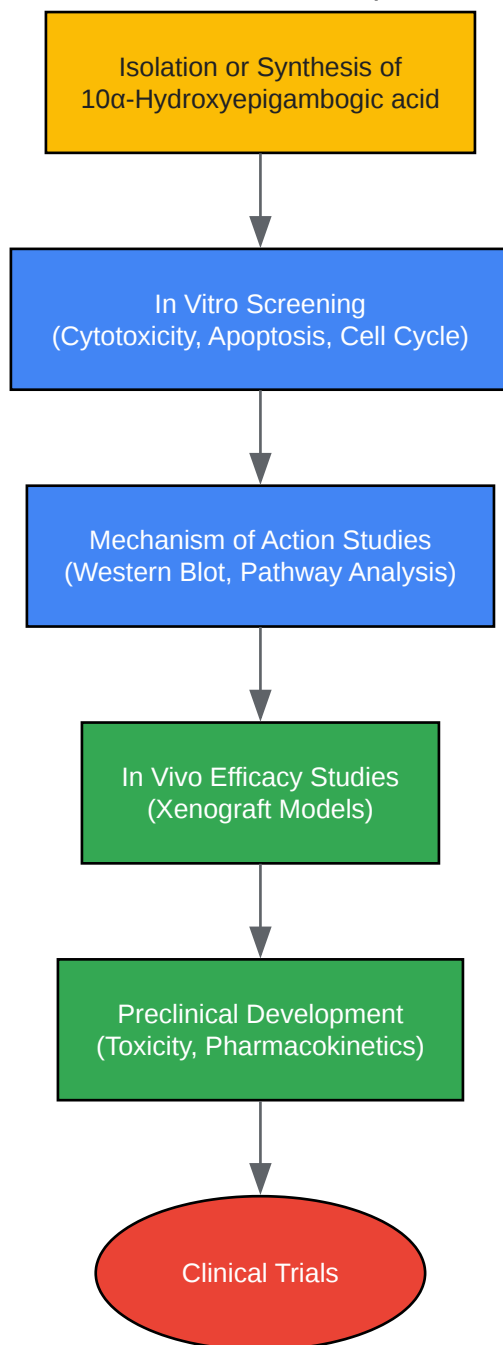 Isolation or Synthesis of
10α-Hydroxyepigambogic acid
In Vitro Screening
(Cytotoxicity, Apoptosis, Cell Cycle)
Mechanism of Action Studies
(Western Blot, Pathway Analysis)
In Vivo Efficacy Studies
(Xenograft Models)
Preclinical Development
(Toxicity, Pharmacokinetics)
Clinical Trials